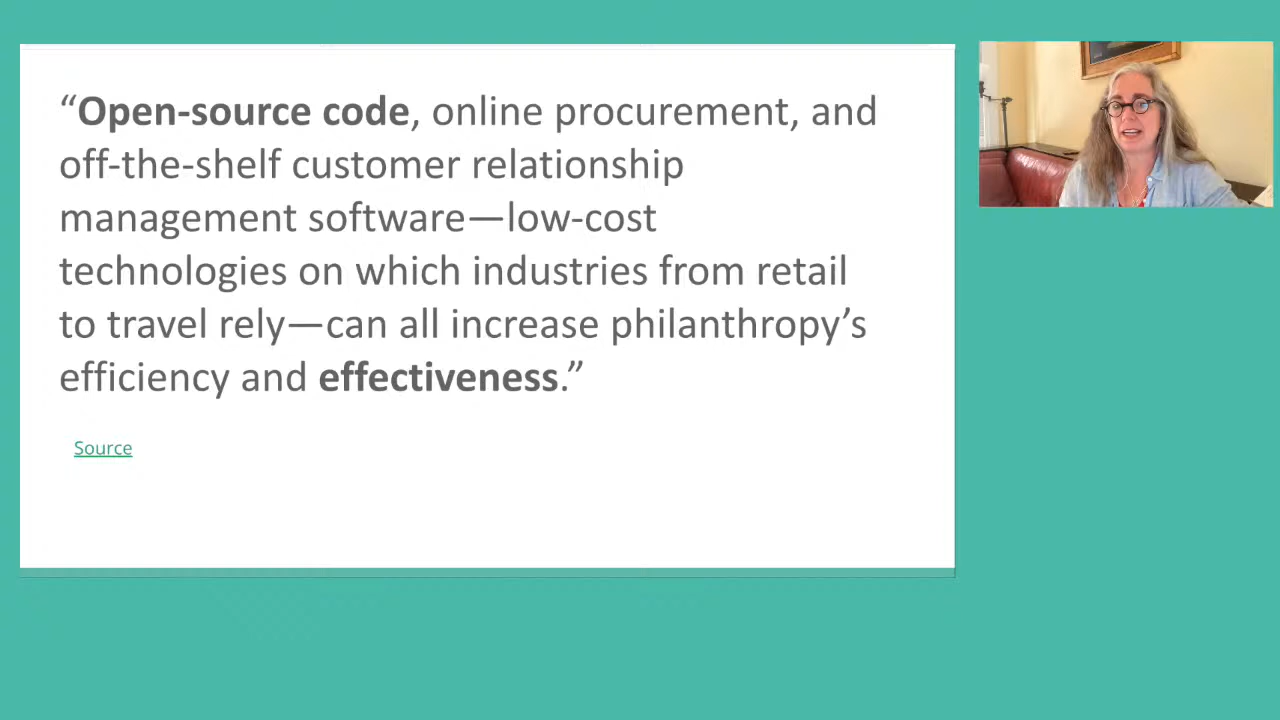 “Open-source code, online procurement, and
off-the-shelf customer relationship
management software—low-cost
technologies on which industries from retail
to travel rely—can all increase philanthropy’s
efficiency and effectiveness.”
Source